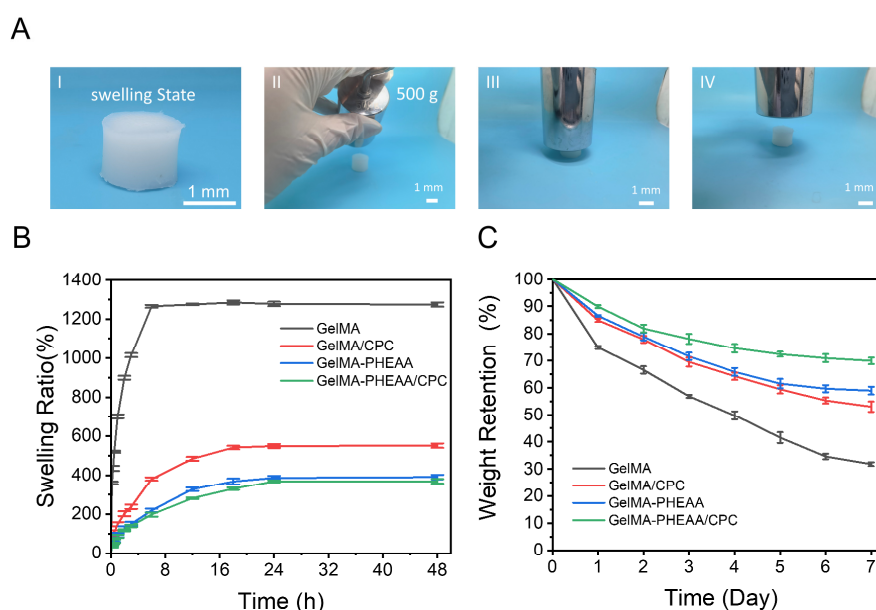 A
I
swelling State
1 mm
II
500 g
1 mm
III
1 mm
IV
1 mm
B
1400
1200
1000
800
600
400
200
0
Swelling Ratio(%)
GelMA
GelMA/CPC
GelMA-PHEAA
GelMA-PHEAA/CPC
0
8
16
24
32
40
48
Time (h)
C
100
90
80
70
60
50
40
30
20
10
0
Weight Retention (%)
GelMA
GelMA/CPC
GelMA-PHEAA
GelMA-PHEAA/CPC
0
1
2
3
4
5
6
7
Time (Day)